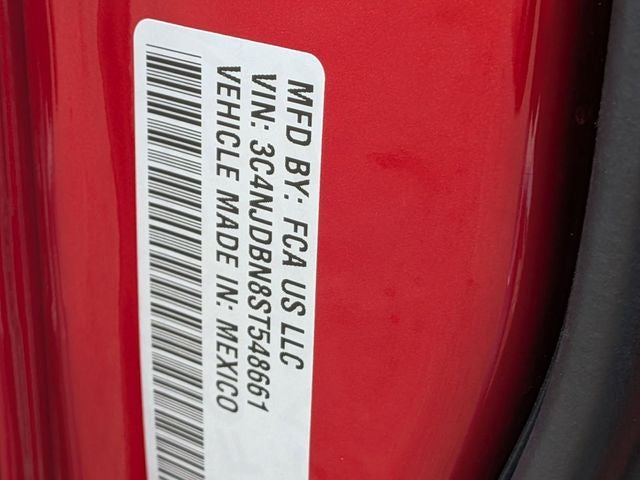 MFD BY: FCA US LLC
VIN: 3C4NJDBN8ST548661
VEHICLE MADE IN: MEXICO